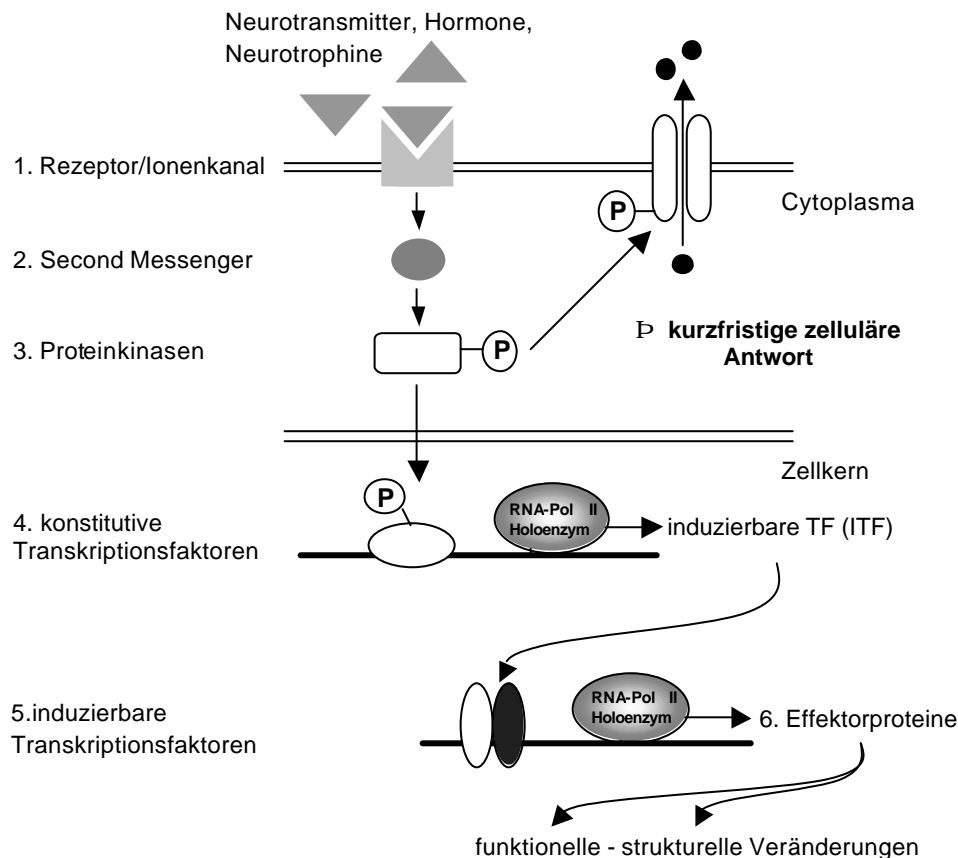 Neurotransmitter, Hormone,
Neurotrophine
1. Rezeptor/Ionenkanal
Cytoplasma
P
2. Second Messenger
Þ kurzfristige zelluläre
Antwort
3. Proteinkinasen
P
Zellkern
P
4. konstitutive
Transkriptionsfaktoren
RNA-Pol II
Holoenzym
induzierbare TF (ITF)
5.induzierbare
Transkriptionsfaktoren
RNA-Pol II
Holoenzym
6. Effektorproteine
funktionelle - strukturelle Veränderungen